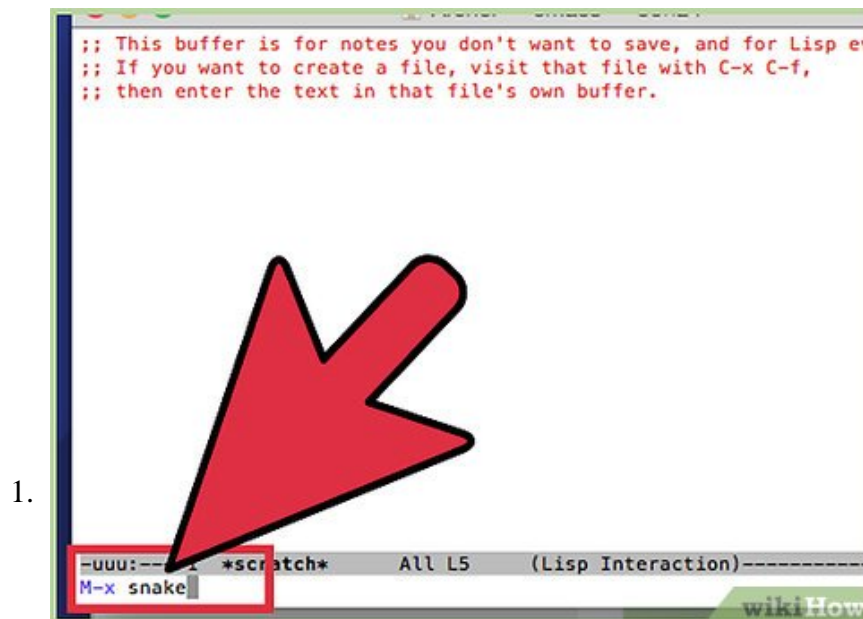 ;; This buffer is for notes you don't want to save, and for Lisp ev
;; If you want to create a file, visit that file with C-x C-f,
;; then enter the text in that file's own buffer.
1.
-uuu:--- *scratch* All L5 (Lisp Interaction)-----------
M-x snake
wikiHow